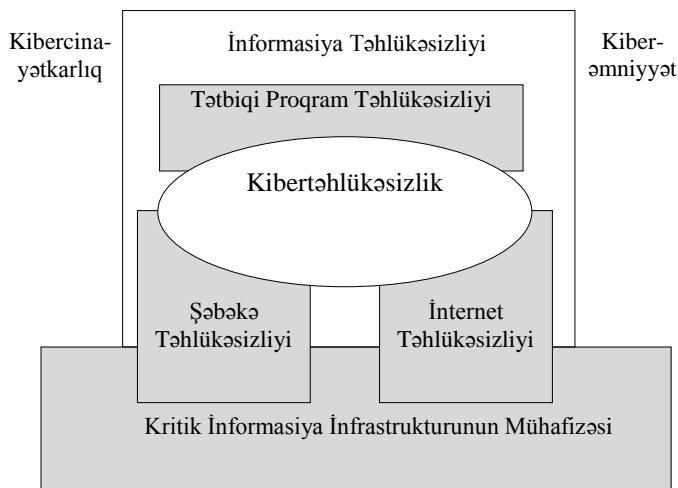 Kibercina-
yətkarlıq
İnformasiya Təhlükəsizliyi
Kiber-
əmniyyət
Tətbiqi Proqram Təhlükəsizliyi
Kibertəhlükəsizlik
Şəbəkə
Təhlükəsizliyi
İnternet
Təhlükəsizliyi
Kritik İnformasiya İnfrastrukturunun Mühafizəsi